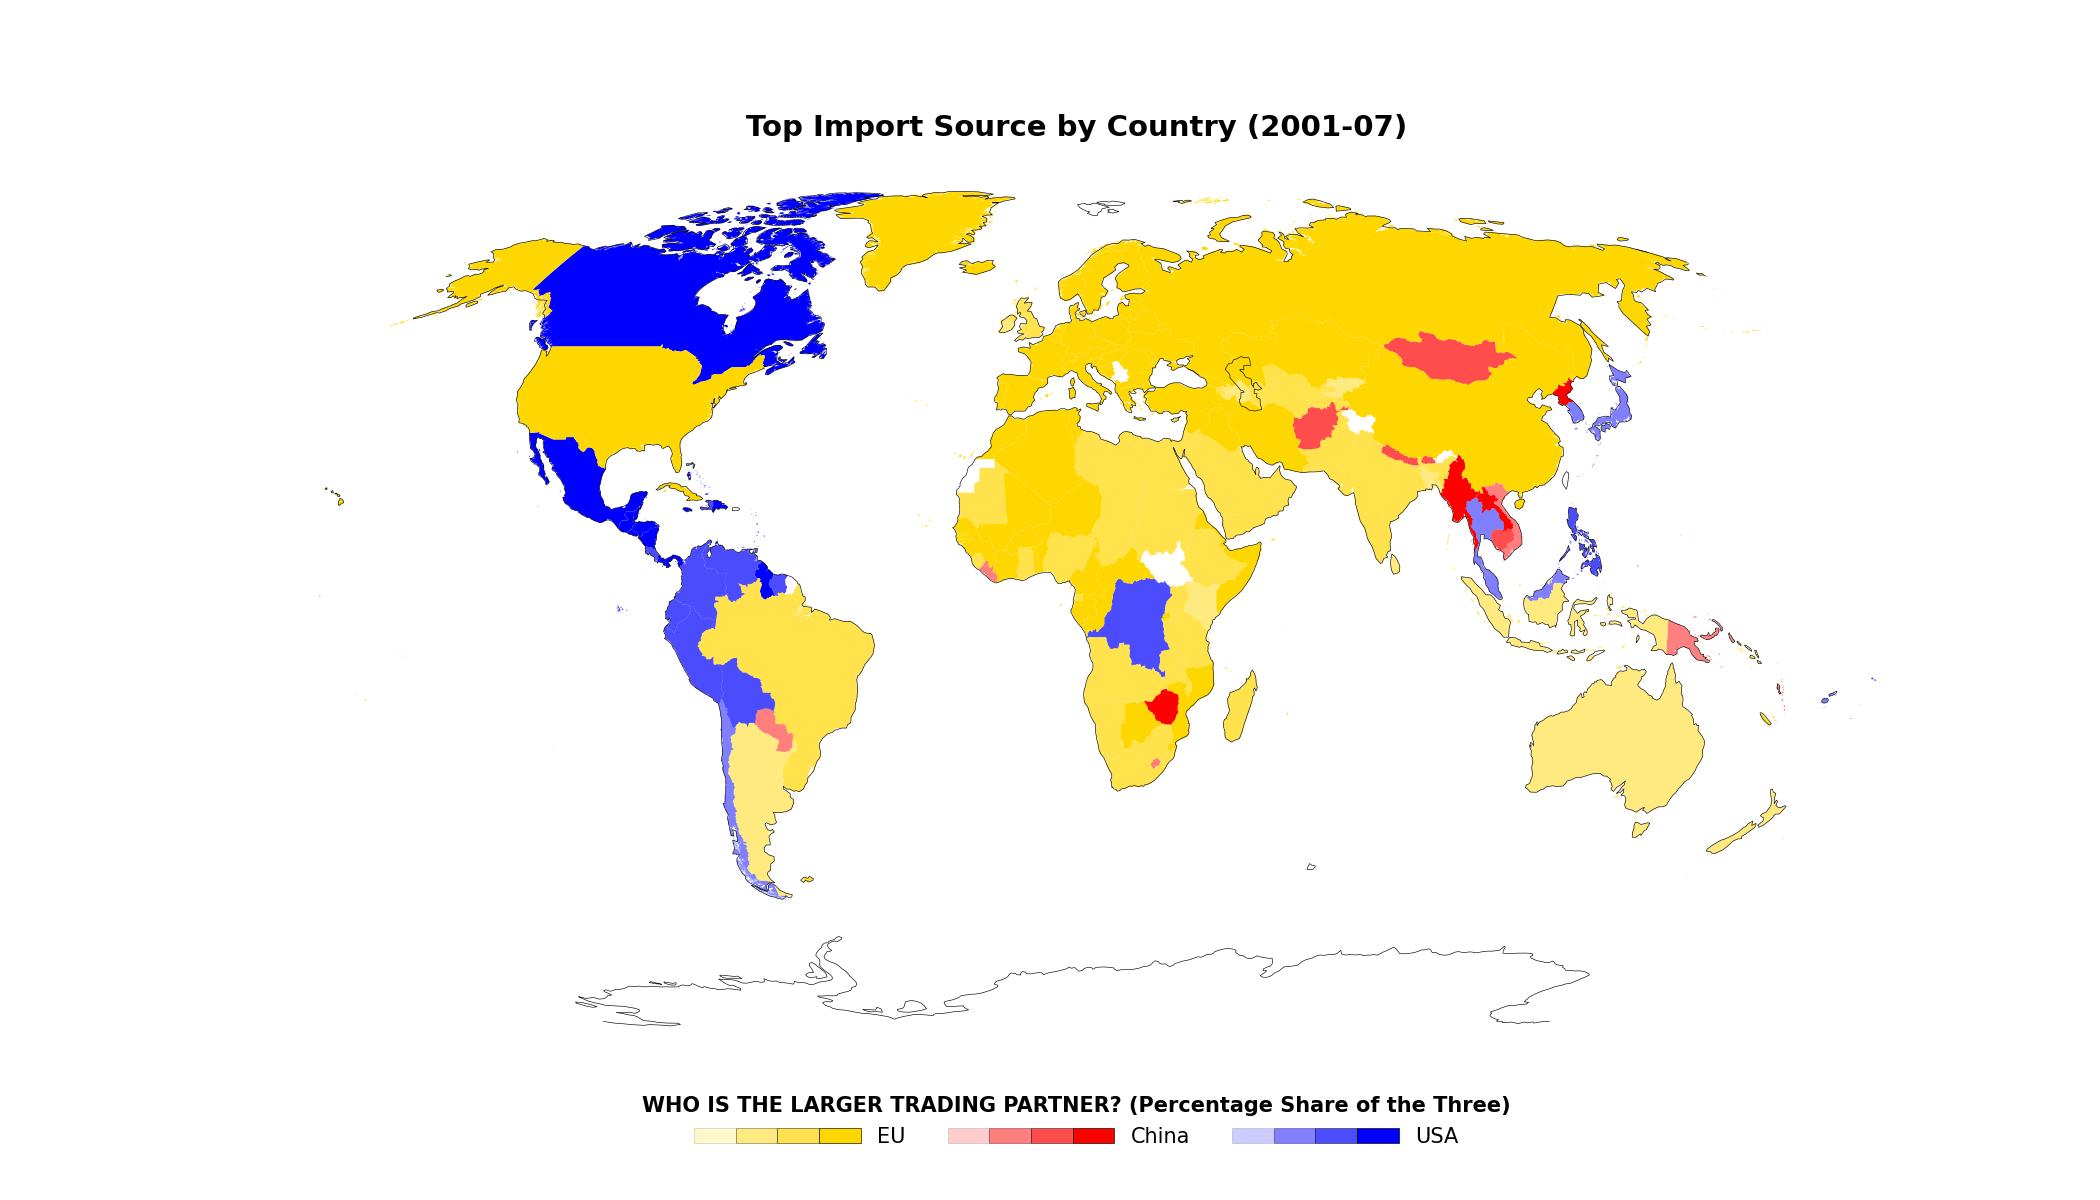 Top Import Source by Country (2001-07)
WHO IS THE LARGER TRADING PARTNER? (Percentage Share of the Three)
EU China USA